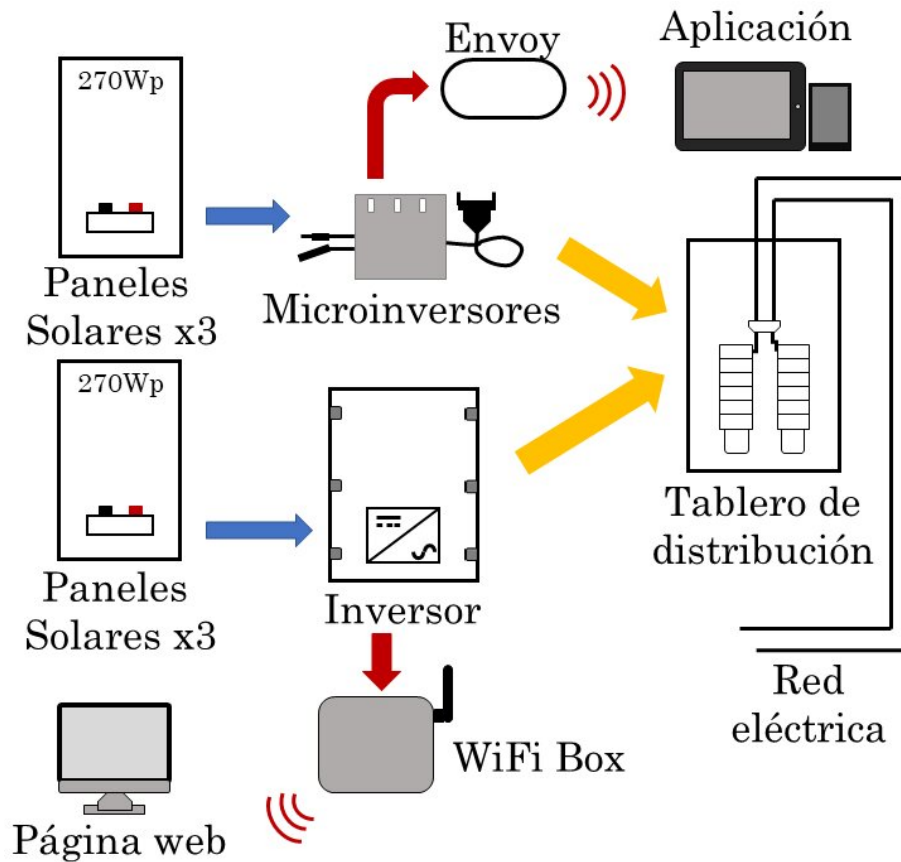 Envoy
Aplicación
270Wp
Paneles
Solares x3
Microinversores
270Wp
Paneles
Solares x3
Inversor
Tablero de
distribución
Red
eléctrica
WiFi Box
Página web